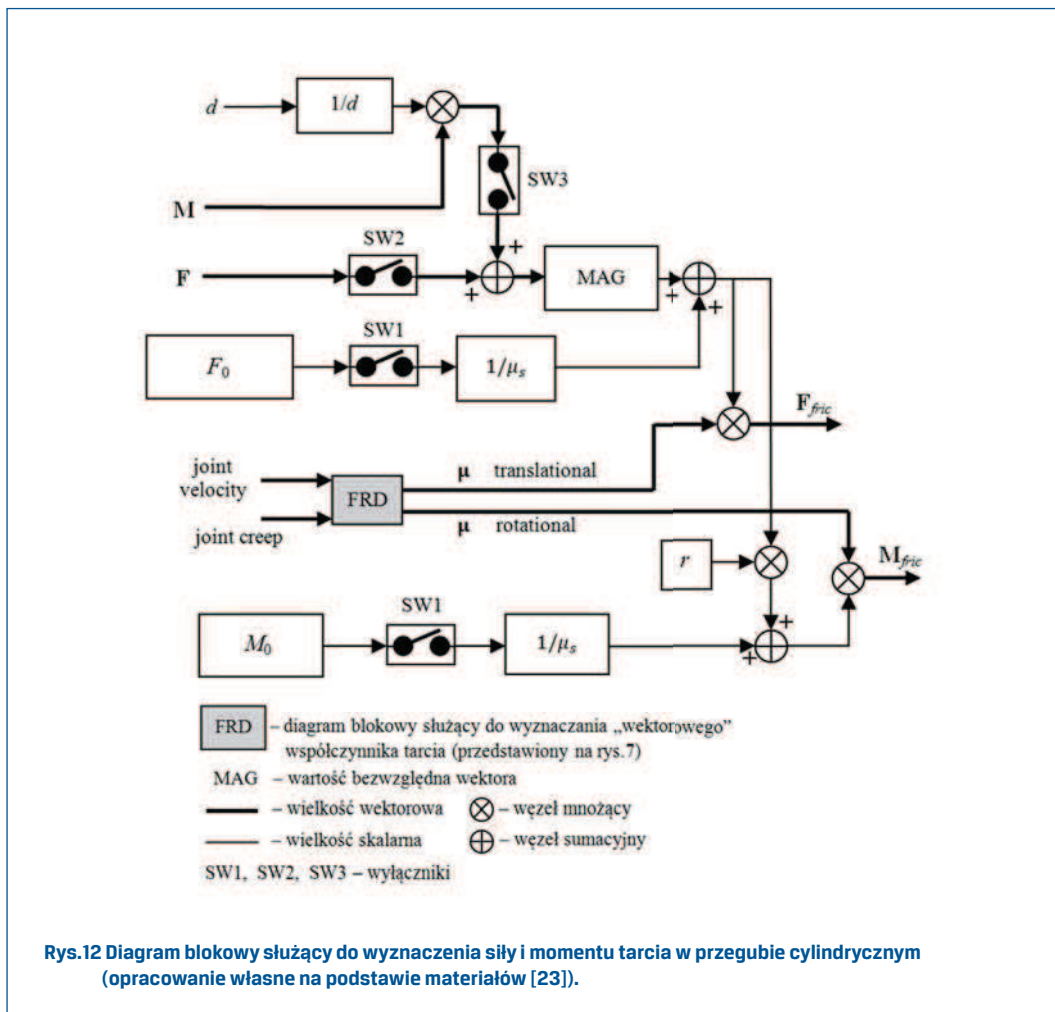 d
1/d
SW3
M
SW2
+
F
+
MAG
+
+
SW1
F₀
1/μₛ
F_fric
joint
velocity
μ translational
FRD
joint creep
μ rotational
r
M_fric
SW1
+
M₀
1/μₛ
+
FRD – diagram blokowy służący do wyznaczania „wektorowego”
współczynnika tarcia (przedstawiony na rys.7)
MAG – wartość bezwzględna wektora
– wielkość wektorowa – węzeł mnożący
– wielkość skalarna – węzeł sumacyjny
SW1, SW2, SW3 – wyłączniki
Rys.12 Diagram blokowy służący do wyznaczenia siły i momentu tarcia w przegubie cylindrycznym
(opracowanie własne na podstawie materiałów [23]).